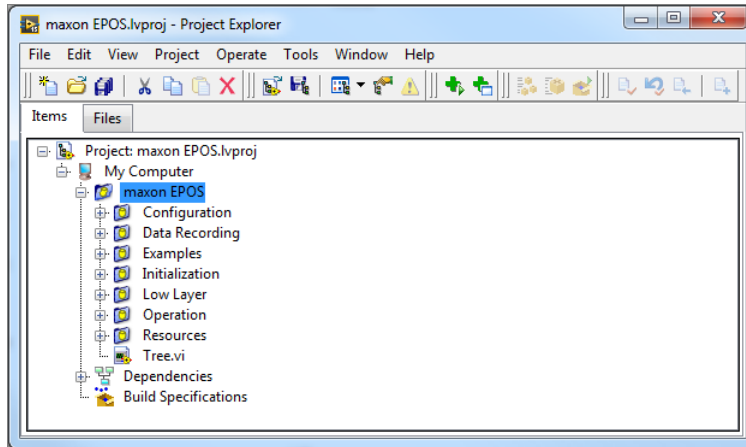 maxon EPOS.lvproj - Project Explorer
File Edit View Project Operate Tools Window Help
Items Files
Project: maxon EPOS.lvproj
My Computer
maxon EPOS
Configuration
Data Recording
Examples
Initialization
Low Layer
Operation
Resources
Tree.vi
Dependencies
Build Specifications